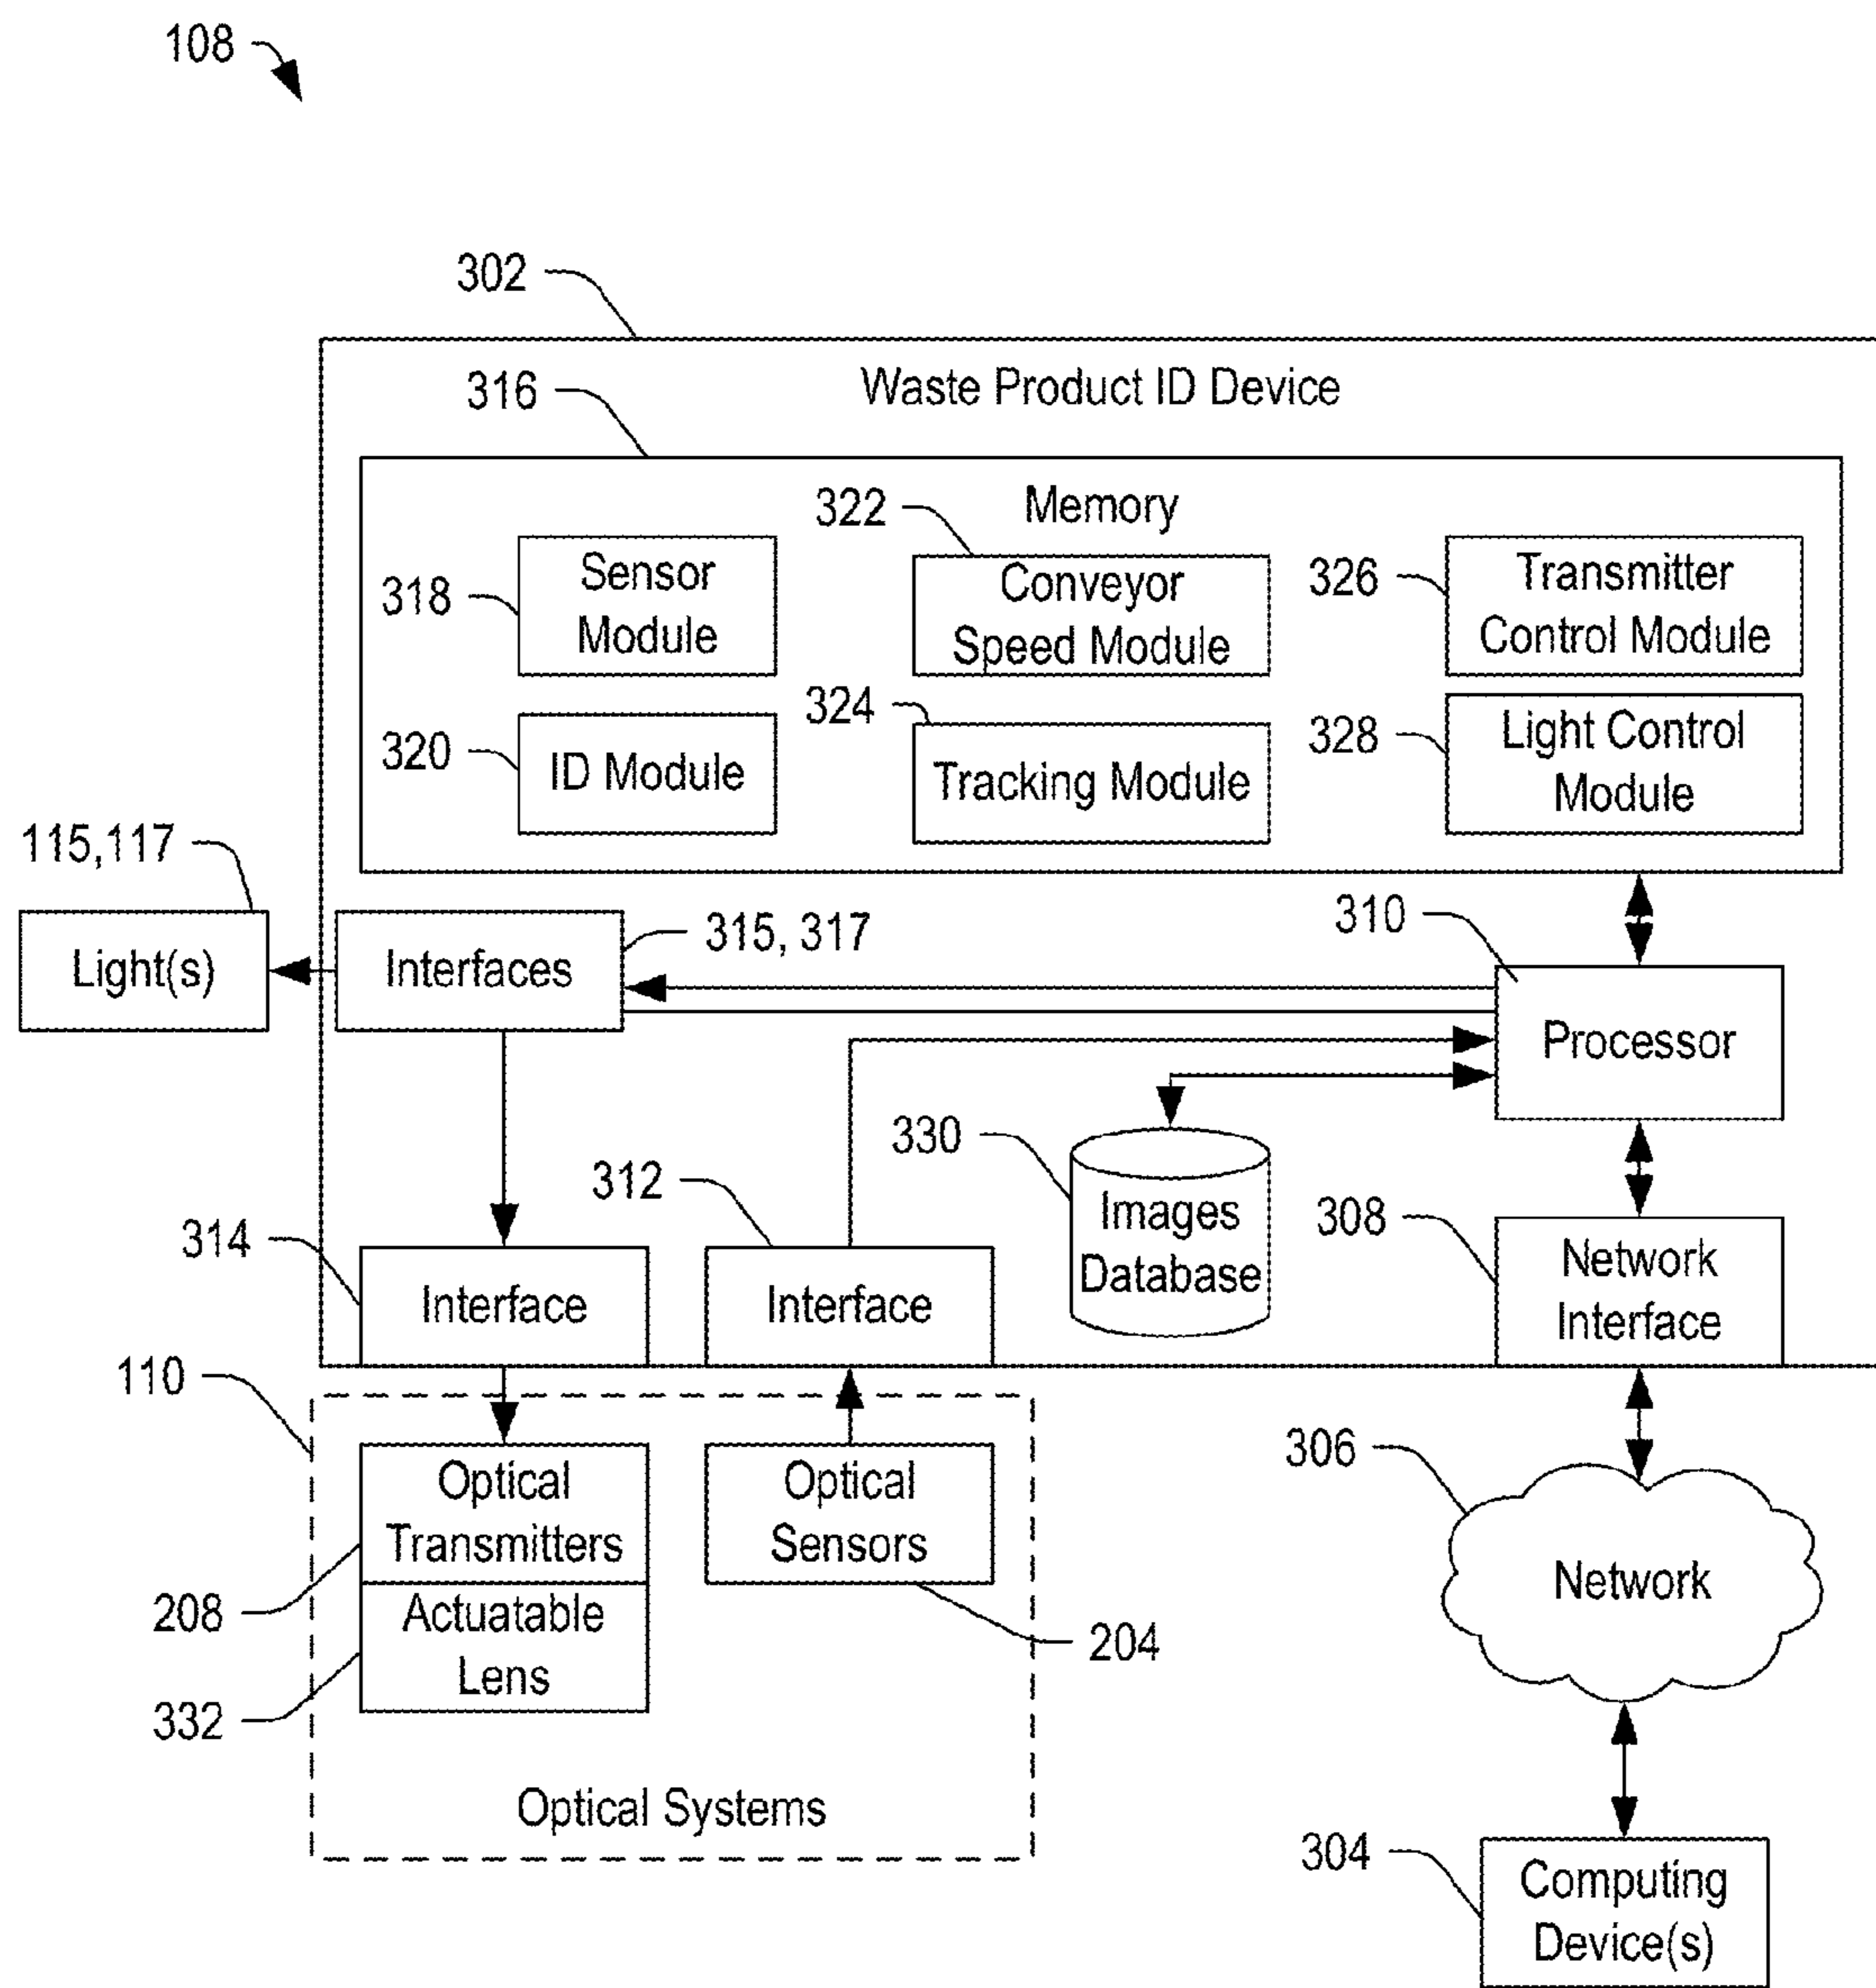 108
302
Waste Product ID Device
316
Memory
318
Sensor
Module
322
Conveyor
Speed Module
326
Transmitter
Control Module
320
ID Module
324
Tracking Module
328
Light Control
Module
115,117
Light(s)
Interfaces
315, 317
310
Processor
330
Images
Database
312
314
Interface
Interface
308
Network
Interface
110
Optical
Transmitters
Optical
Sensors
208
Actuatable
Lens
204
332
Optical Systems
306
Network
304
Computing
Device(s)